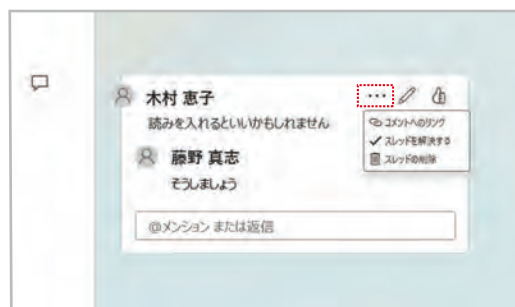 木村 恵子
読みを入れるといいかもしれません
コメントへのリンク
スレッドを解決する
スレッドの削除
藤野 真志
そうしましょう
@メンション または返信